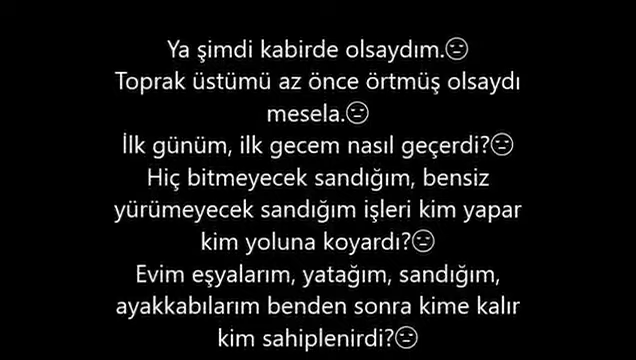 Ya şimdi kabirde olsaydım.😔
Toprak üstümü az önce örtmüş olsaydı
mesela.😔
İlk günüm, ilk gecem nasıl geçerdi?😔
Hiç bitmeyecek sandığım, bensiz
yürümeyecek sandığım işleri kim yapar
kim yoluna koyardı?😔
Evim eşyalarım, yatağım, sandığım,
ayakkabılarım benden sonra kime kalır
kim sahiplenirdi?😔